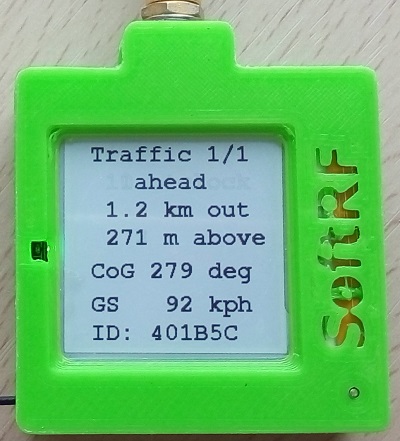 Traffic 1/1
ahead
1.2 km out
271 m above
CoG 279 deg
GS 92 kph
ID: 401B5C
SoftRF